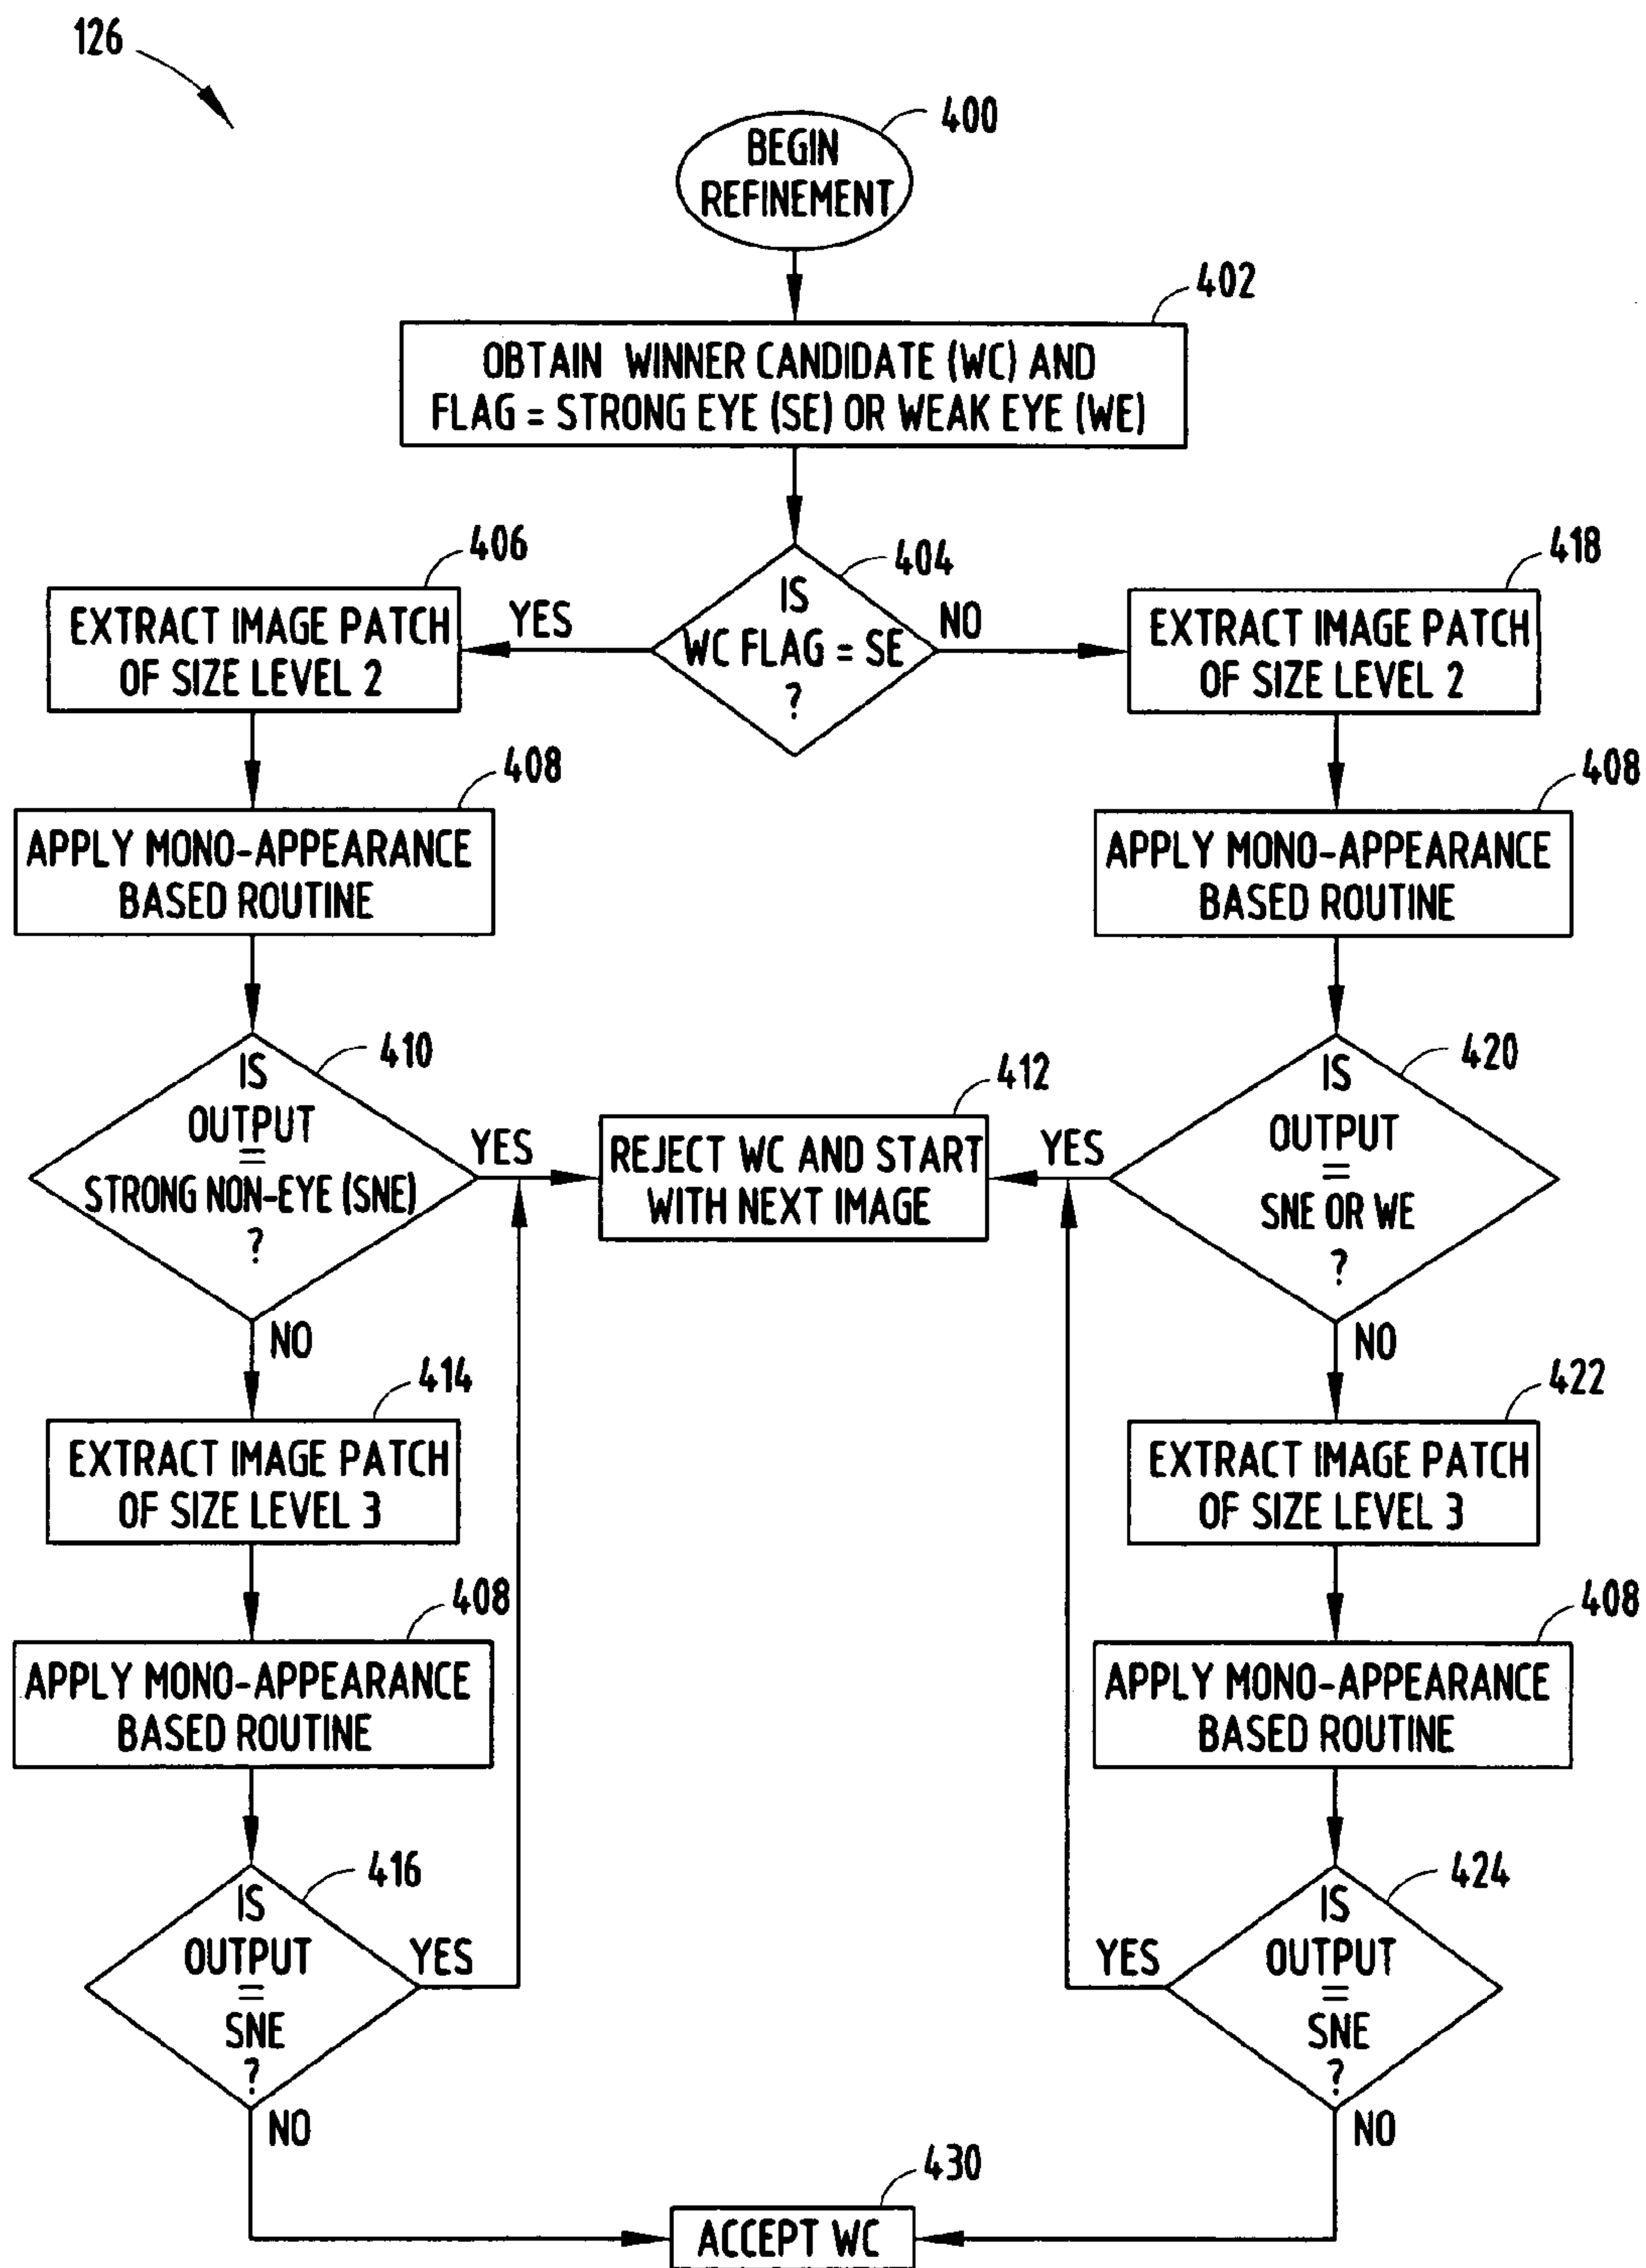 126
400
BEGIN
REFINEMENT
402
OBTAIN WINNER CANDIDATE (WC) AND
FLAG = STRONG EYE (SE) OR WEAK EYE (WE)
404
IS
WC FLAG = SE
?
YES
NO
406
EXTRACT IMAGE PATCH
OF SIZE LEVEL 2
418
EXTRACT IMAGE PATCH
OF SIZE LEVEL 2
408
APPLY MONO-APPEARANCE
BASED ROUTINE
408
APPLY MONO-APPEARANCE
BASED ROUTINE
410
IS
OUTPUT
=
STRONG NON-EYE (SNE)
?
YES
NO
412
REJECT WC AND START
WITH NEXT IMAGE
420
IS
OUTPUT
=
SNE OR WE
?
YES
NO
414
EXTRACT IMAGE PATCH
OF SIZE LEVEL 3
422
EXTRACT IMAGE PATCH
OF SIZE LEVEL 3
408
APPLY MONO-APPEARANCE
BASED ROUTINE
408
APPLY MONO-APPEARANCE
BASED ROUTINE
416
IS
OUTPUT
=
SNE
?
YES
NO
424
IS
OUTPUT
=
SNE
?
YES
NO
430
ACCEPT WC